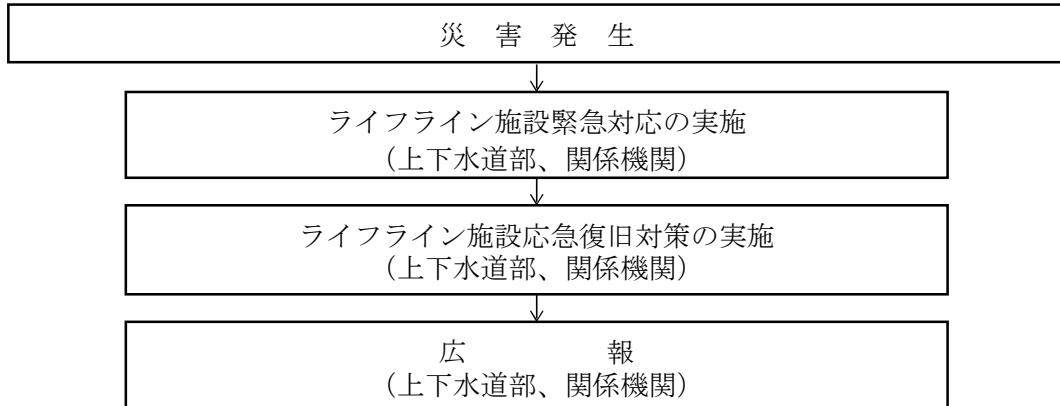 災　害　発　生
ライフライン施設緊急対応の実施
（上下水道部、関係機関）
ライフライン施設応急復旧対策の実施
（上下水道部、関係機関）
広　　　　　報
（上下水道部、関係機関）